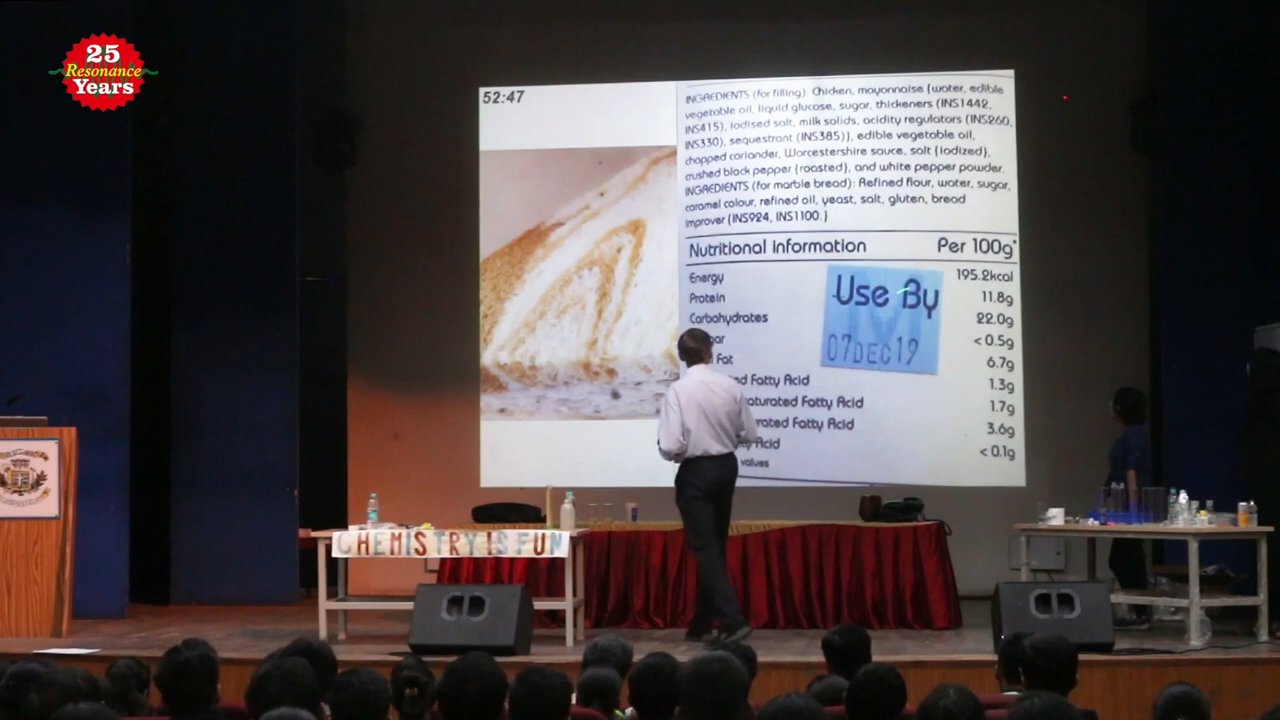 25
Resonance
Years
52:47
INGREDIENTS (for filling): Chicken, mayonnaise (water, edible
vegetable oil, liquid glucose, sugar, thickeners (INS1442,
INS415), iodised salt, milk solids, acidity regulators (INS260,
INS330), sequestrant (INS385)), edible vegetable oil,
chopped coriander, Worcestershire sauce, salt (iodized),
crushed black pepper (roasted), and white pepper powder.
INGREDIENTS (for marble bread): Refined flour, water, sugar,
caramel colour, refined oil, yeast, salt, gluten, bread
improver (INS924, INS1100.)
Nutritional Information Per 100g*
Energy 195.2kcal
Protein 11.8g
Carbohydrates 22.0g
< 0.5g
Fat 6.7g
Fatty Acid 1.3g
Fatty Acid 1.7g
Fatty Acid 3.6g
Acid < 0.1g
values
Use By
07DEC19
CHEMISTRY IS FUN